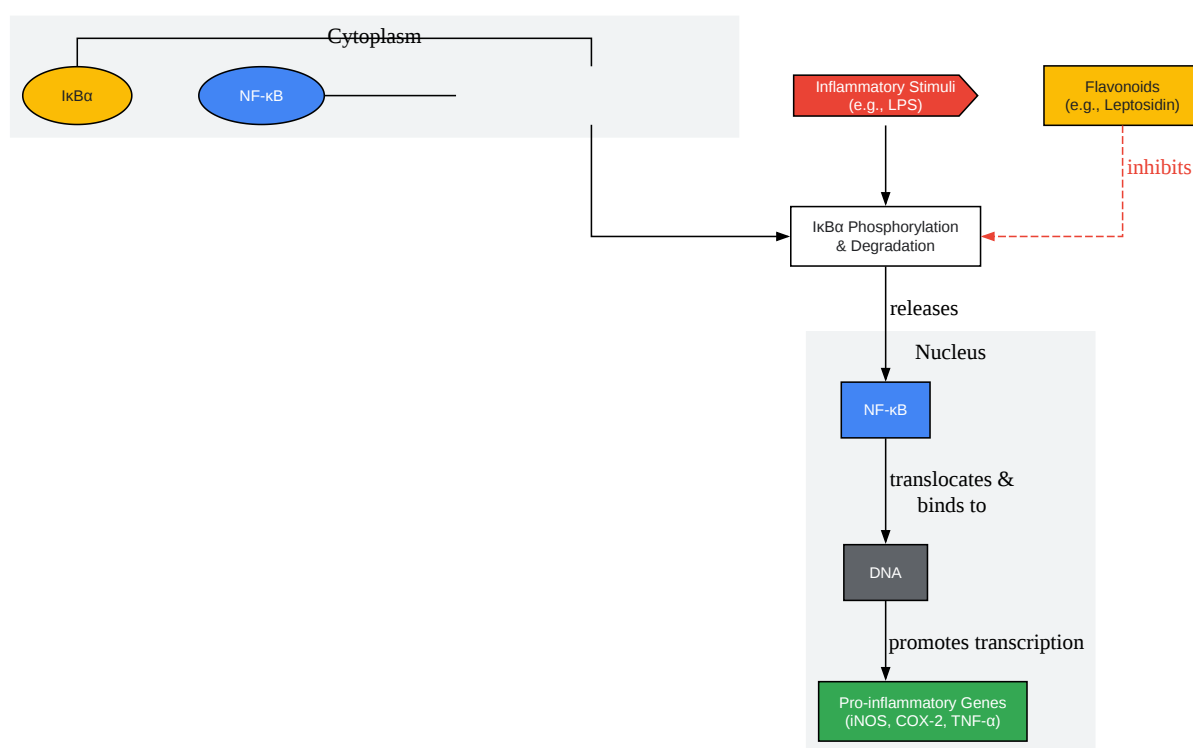 Cytoplasm
IκBα
NF-κB
Inflammatory Stimuli
(e.g., LPS)
Flavonoids
(e.g., Leptosidin)
inhibits
IκBα Phosphorylation
& Degradation
releases
Nucleus
NF-κB
translocates &
binds to
DNA
promotes transcription
Pro-inflammatory Genes
(iNOS, COX-2, TNF-α)